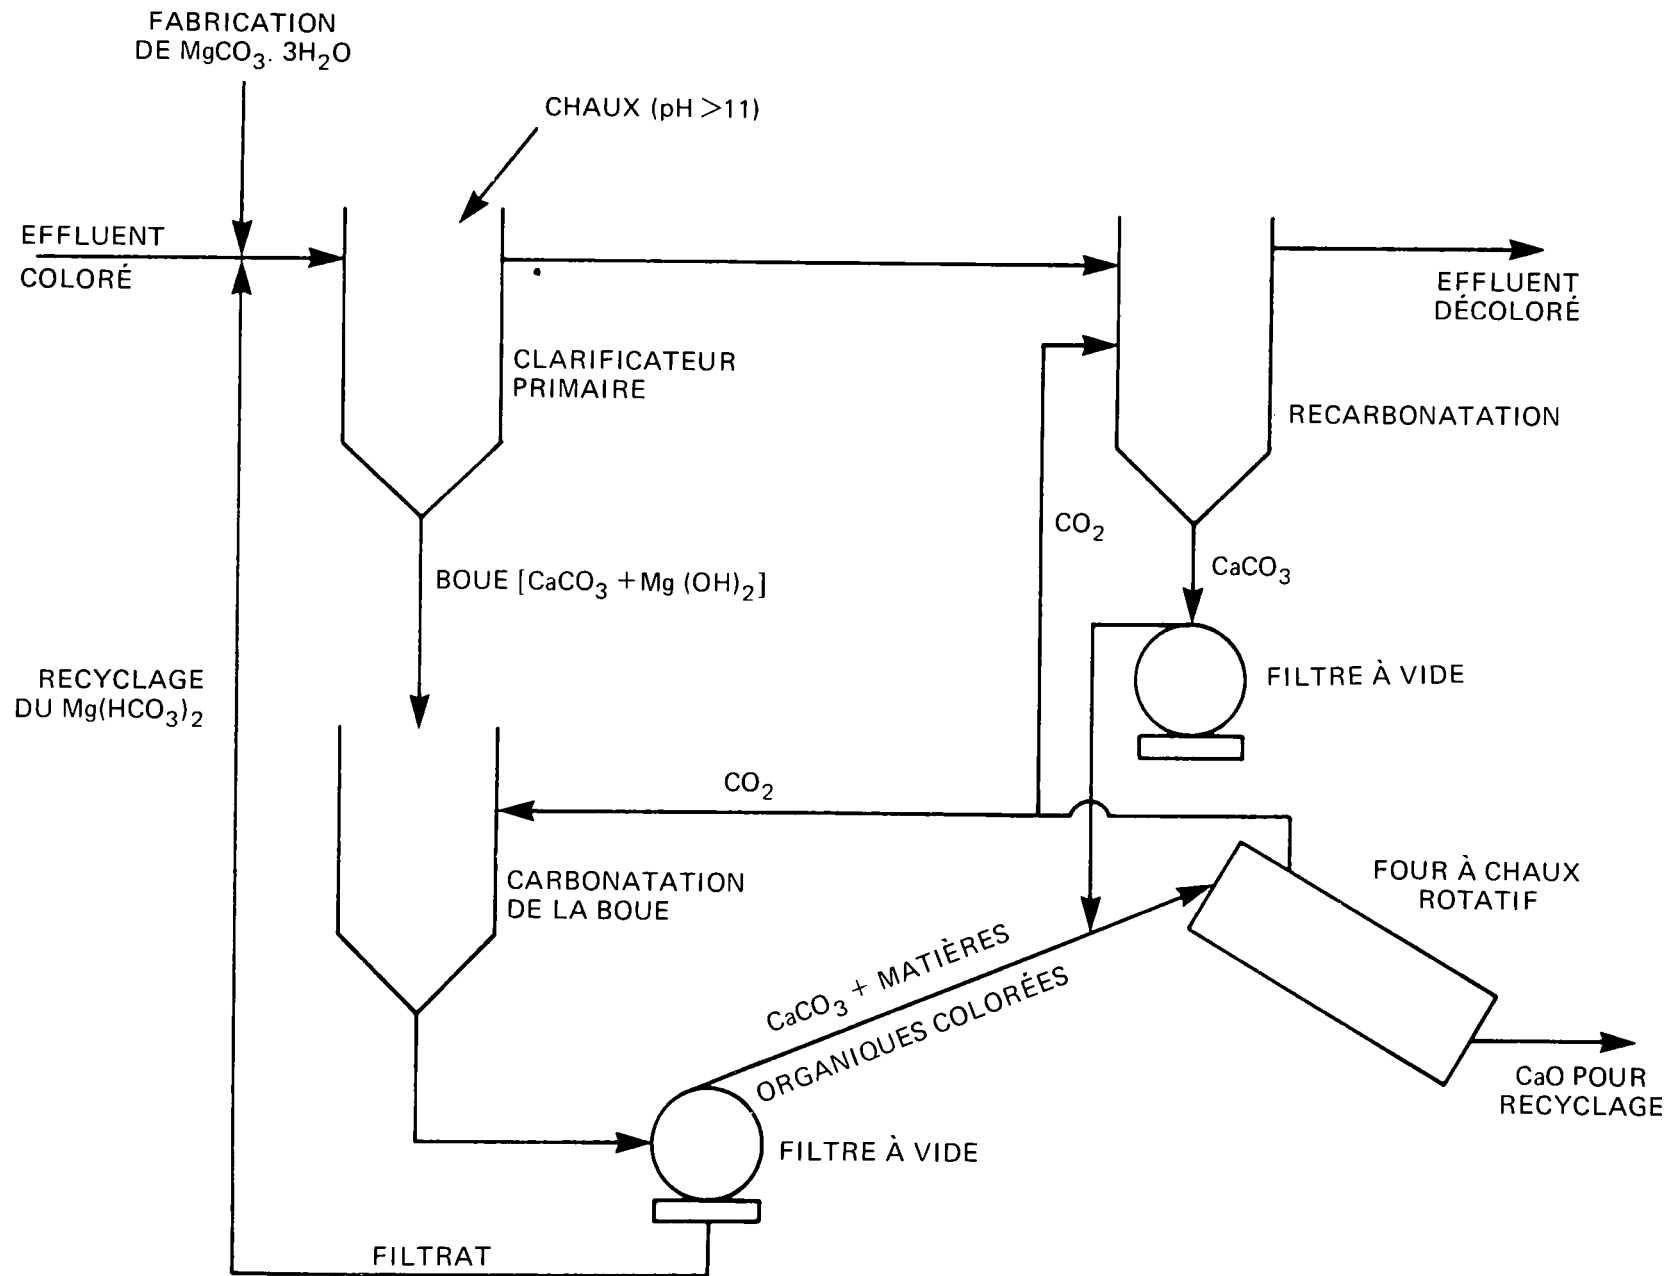 FABRICATION
DE MgCO₃. 3H₂O
CHAUX (pH >11)
EFFLUENT
COLORÉ
EFFLUENT
DÉCOLORÉ
CLARIFICATEUR
PRIMAIRE
RECARBONATATION
CO₂
CaCO₃
BOUE [CaCO₃ + Mg (OH)₂]
RECYCLAGE
DU Mg(HCO₃)₂
FILTRE À VIDE
CO₂
CARBONATATION
DE LA BOUE
FOUR À CHAUX
ROTATIF
CaCO₃ + MATIÈRES
ORGANIQUES COLORÉES
CaO POUR
RECYCLAGE
FILTRE À VIDE
FILTRAT